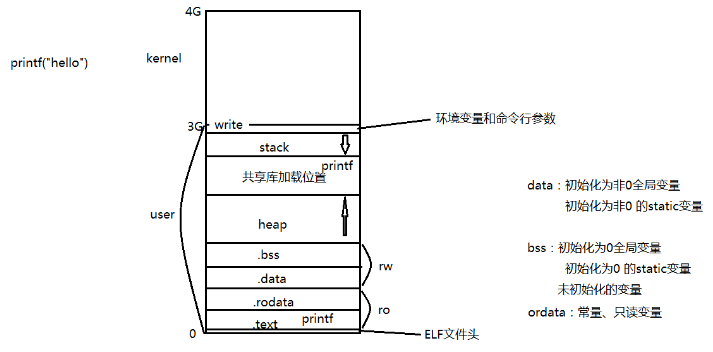 4G
printf("hello")
kernel
3G
write
环境变量和命令行参数
stack
printf
共享库加载位置
data：初始化为非0全局变量
初始化为非0 的static变量
user
heap
.bss
bss：初始化为0全局变量
rw
初始化为0 的static变量
.data
未初始化的变量
.rodata
ro
ordata：常量、只读变量
printf
.text
0
ELF文件头